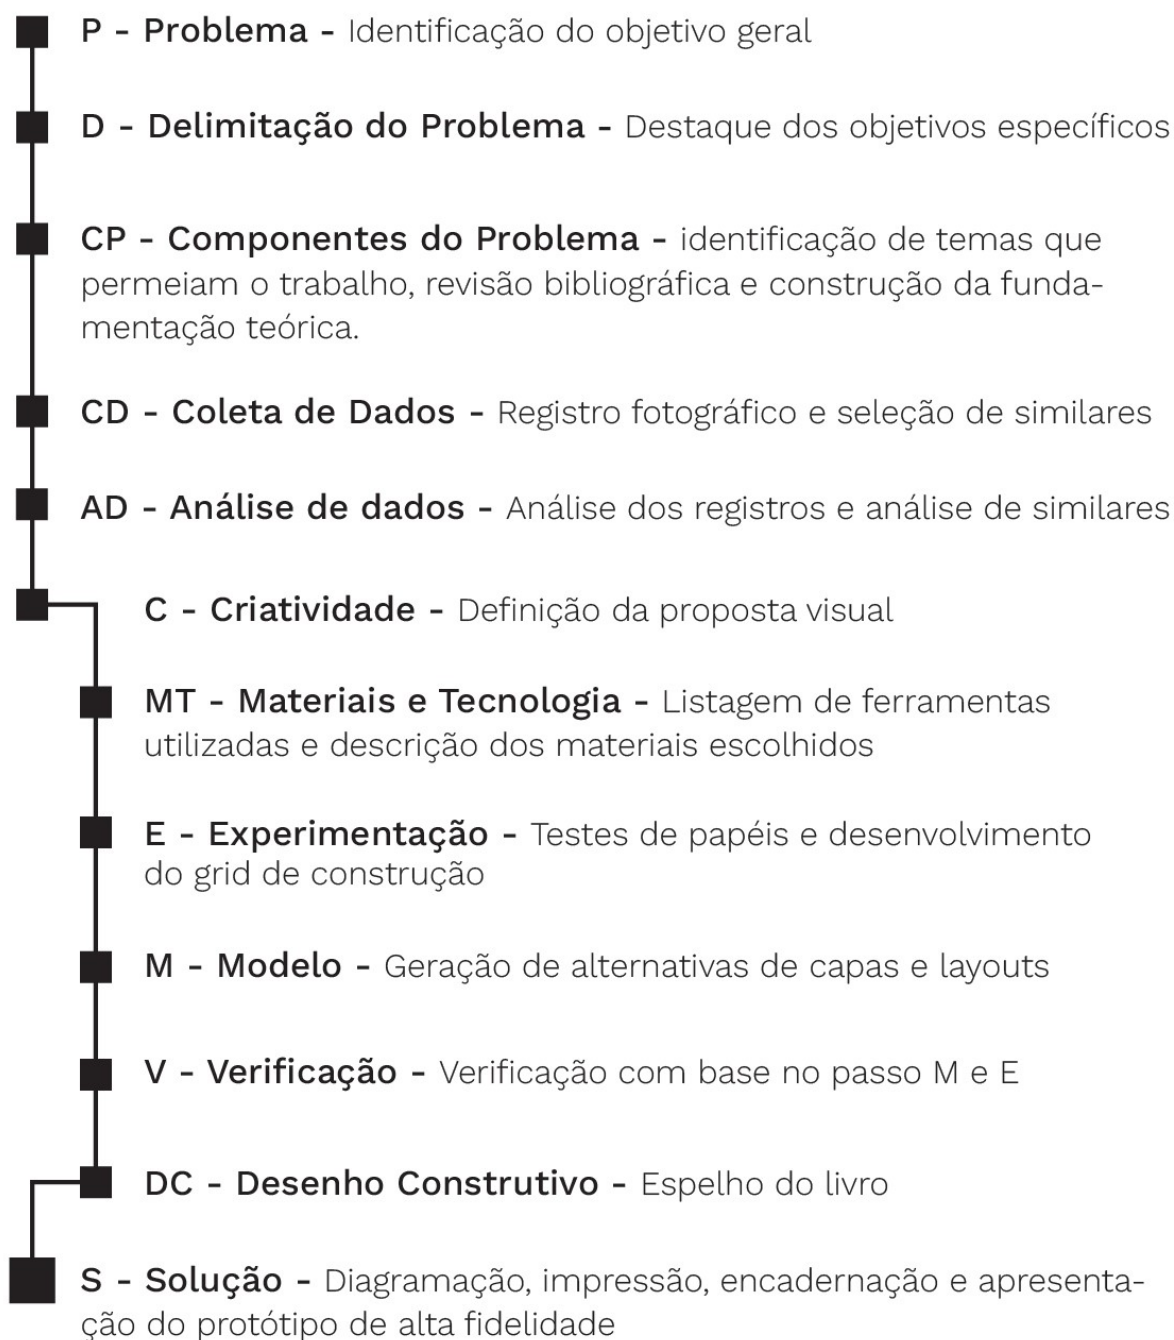 P - Problema - Identificação do objetivo geral
D - Delimitação do Problema - Destaque dos objetivos específicos
CP - Componentes do Problema - identificação de temas que
permeiam o trabalho, revisão bibliográfica e construção da funda-
mentação teórica.
CD - Coleta de Dados - Registro fotográfico e seleção de similares
AD - Análise de dados - Análise dos registros e análise de similares
C - Criatividade - Definição da proposta visual
MT - Materiais e Tecnologia - Listagem de ferramentas
utilizadas e descrição dos materiais escolhidos
E - Experimentação - Testes de papéis e desenvolvimento
do grid de construção
M - Modelo - Geração de alternativas de capas e layouts
V - Verificação - Verificação com base no passo M e E
DC - Desenho Construtivo - Espelho do livro
S - Solução - Diagramação, impressão, encadernação e apresenta-
ção do protótipo de alta fidelidade